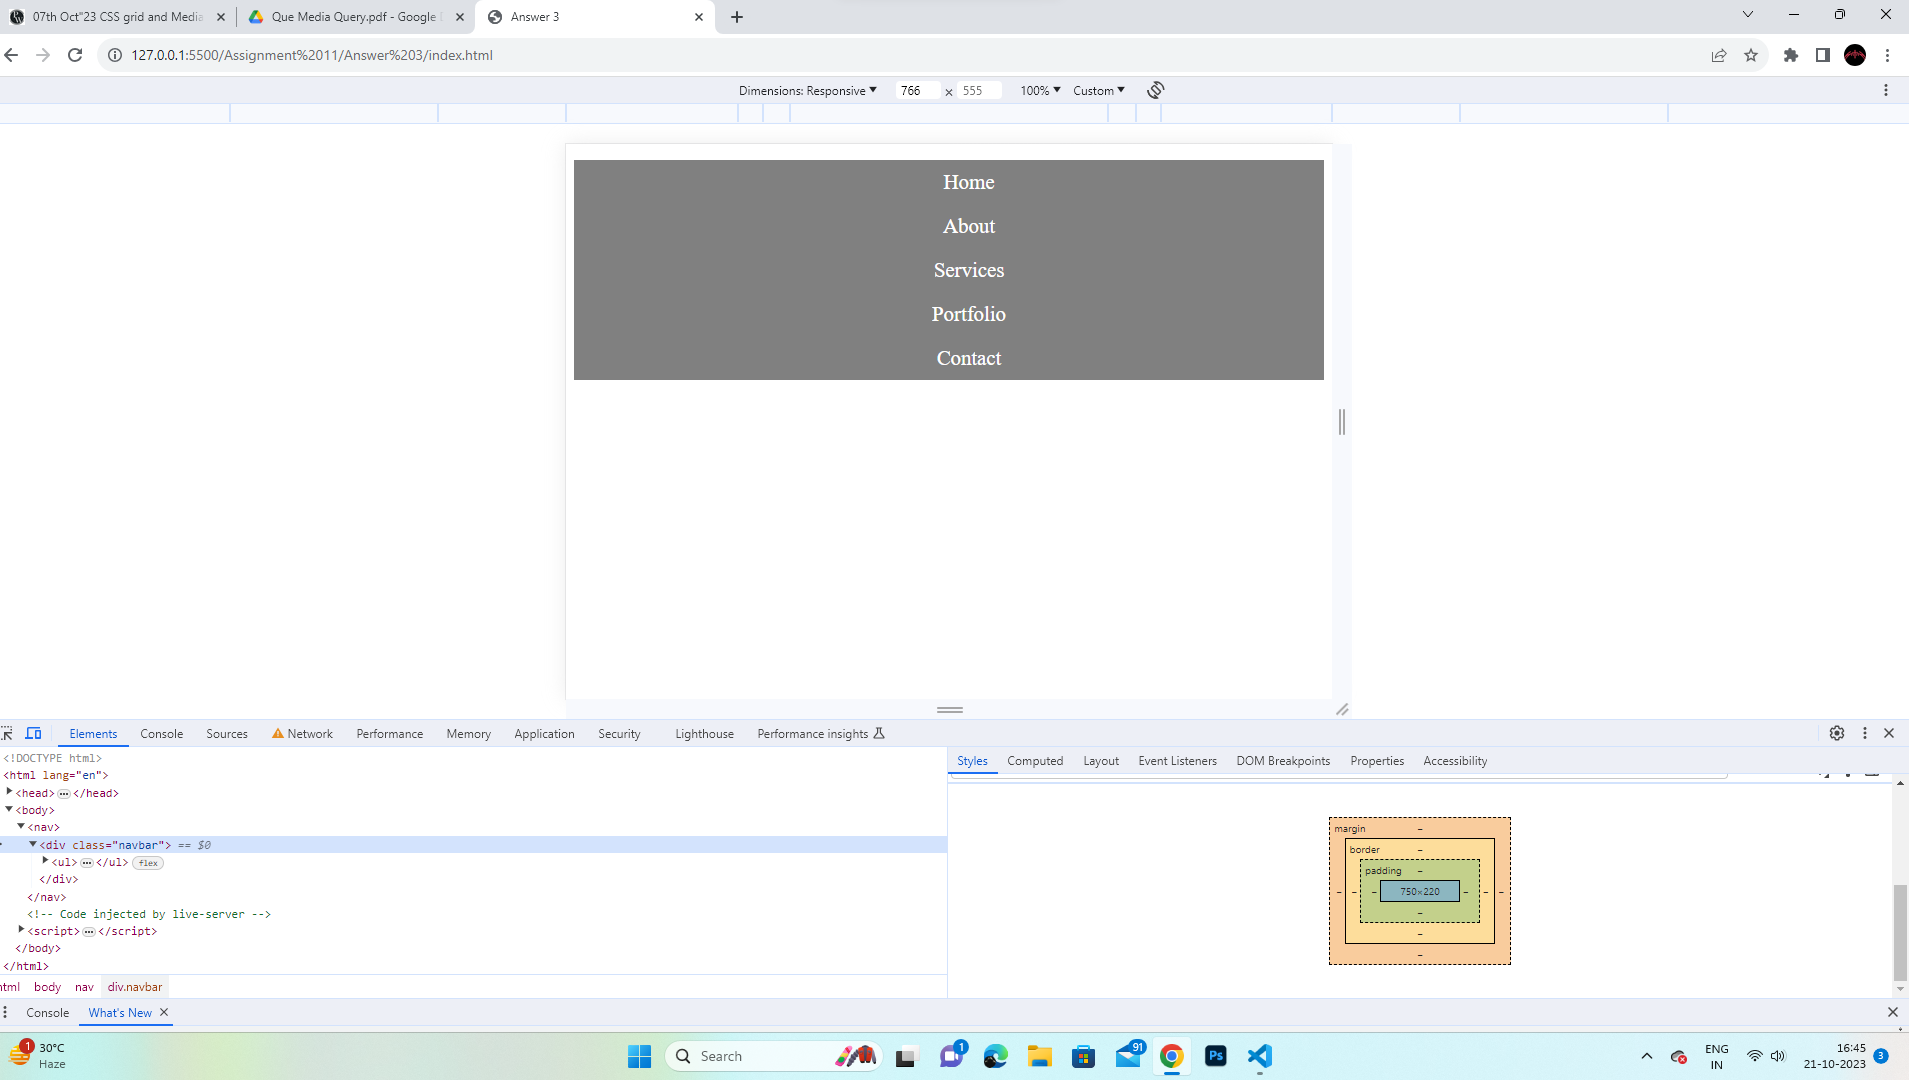 07th Oct"23 CSS grid and Media
Que Media Query.pdf - Google
Answer 3
127.0.0.1:5500/Assignment%2011/Answer%203/index.html
Dimensions: Responsive 766 × 555 100% Custom
Home
About
Services
Portfolio
Contact
Elements Console Sources Network Performance Memory Application Security Lighthouse Performance insights
<!DOCTYPE html>
<html lang="en">
<head> ••• </head>
<body>
<nav>
<div class="navbar"> == $0
<ul> ••• </ul> flex
</div>
</nav>
<!-- Code injected by live-server -->
<script> ••• </script>
</body>
</html>
html body nav div.navbar
Styles Computed Layout Event Listeners DOM Breakpoints Properties Accessibility
margin –
border –
padding –
– – – 750×220 – – –
–
–
–
Console What's New
1 30°C
Haze
Search
1
91
Ps
ENG
IN
16:45
21-10-2023
3